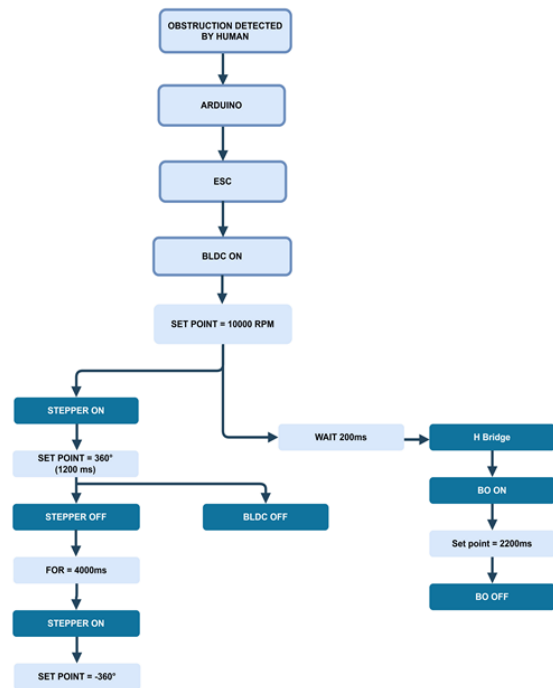 OBSTRUCTION DETECTED
BY HUMAN
ARDUINO
ESC
BLDC ON
SET POINT = 10000 RPM
STEPPER ON
SET POINT = 360°
(1200 ms)
STEPPER OFF
BLDC OFF
FOR = 4000ms
STEPPER ON
SET POINT = -360°
WAIT 200ms
H Bridge
BO ON
Set point = 2200ms
BO OFF